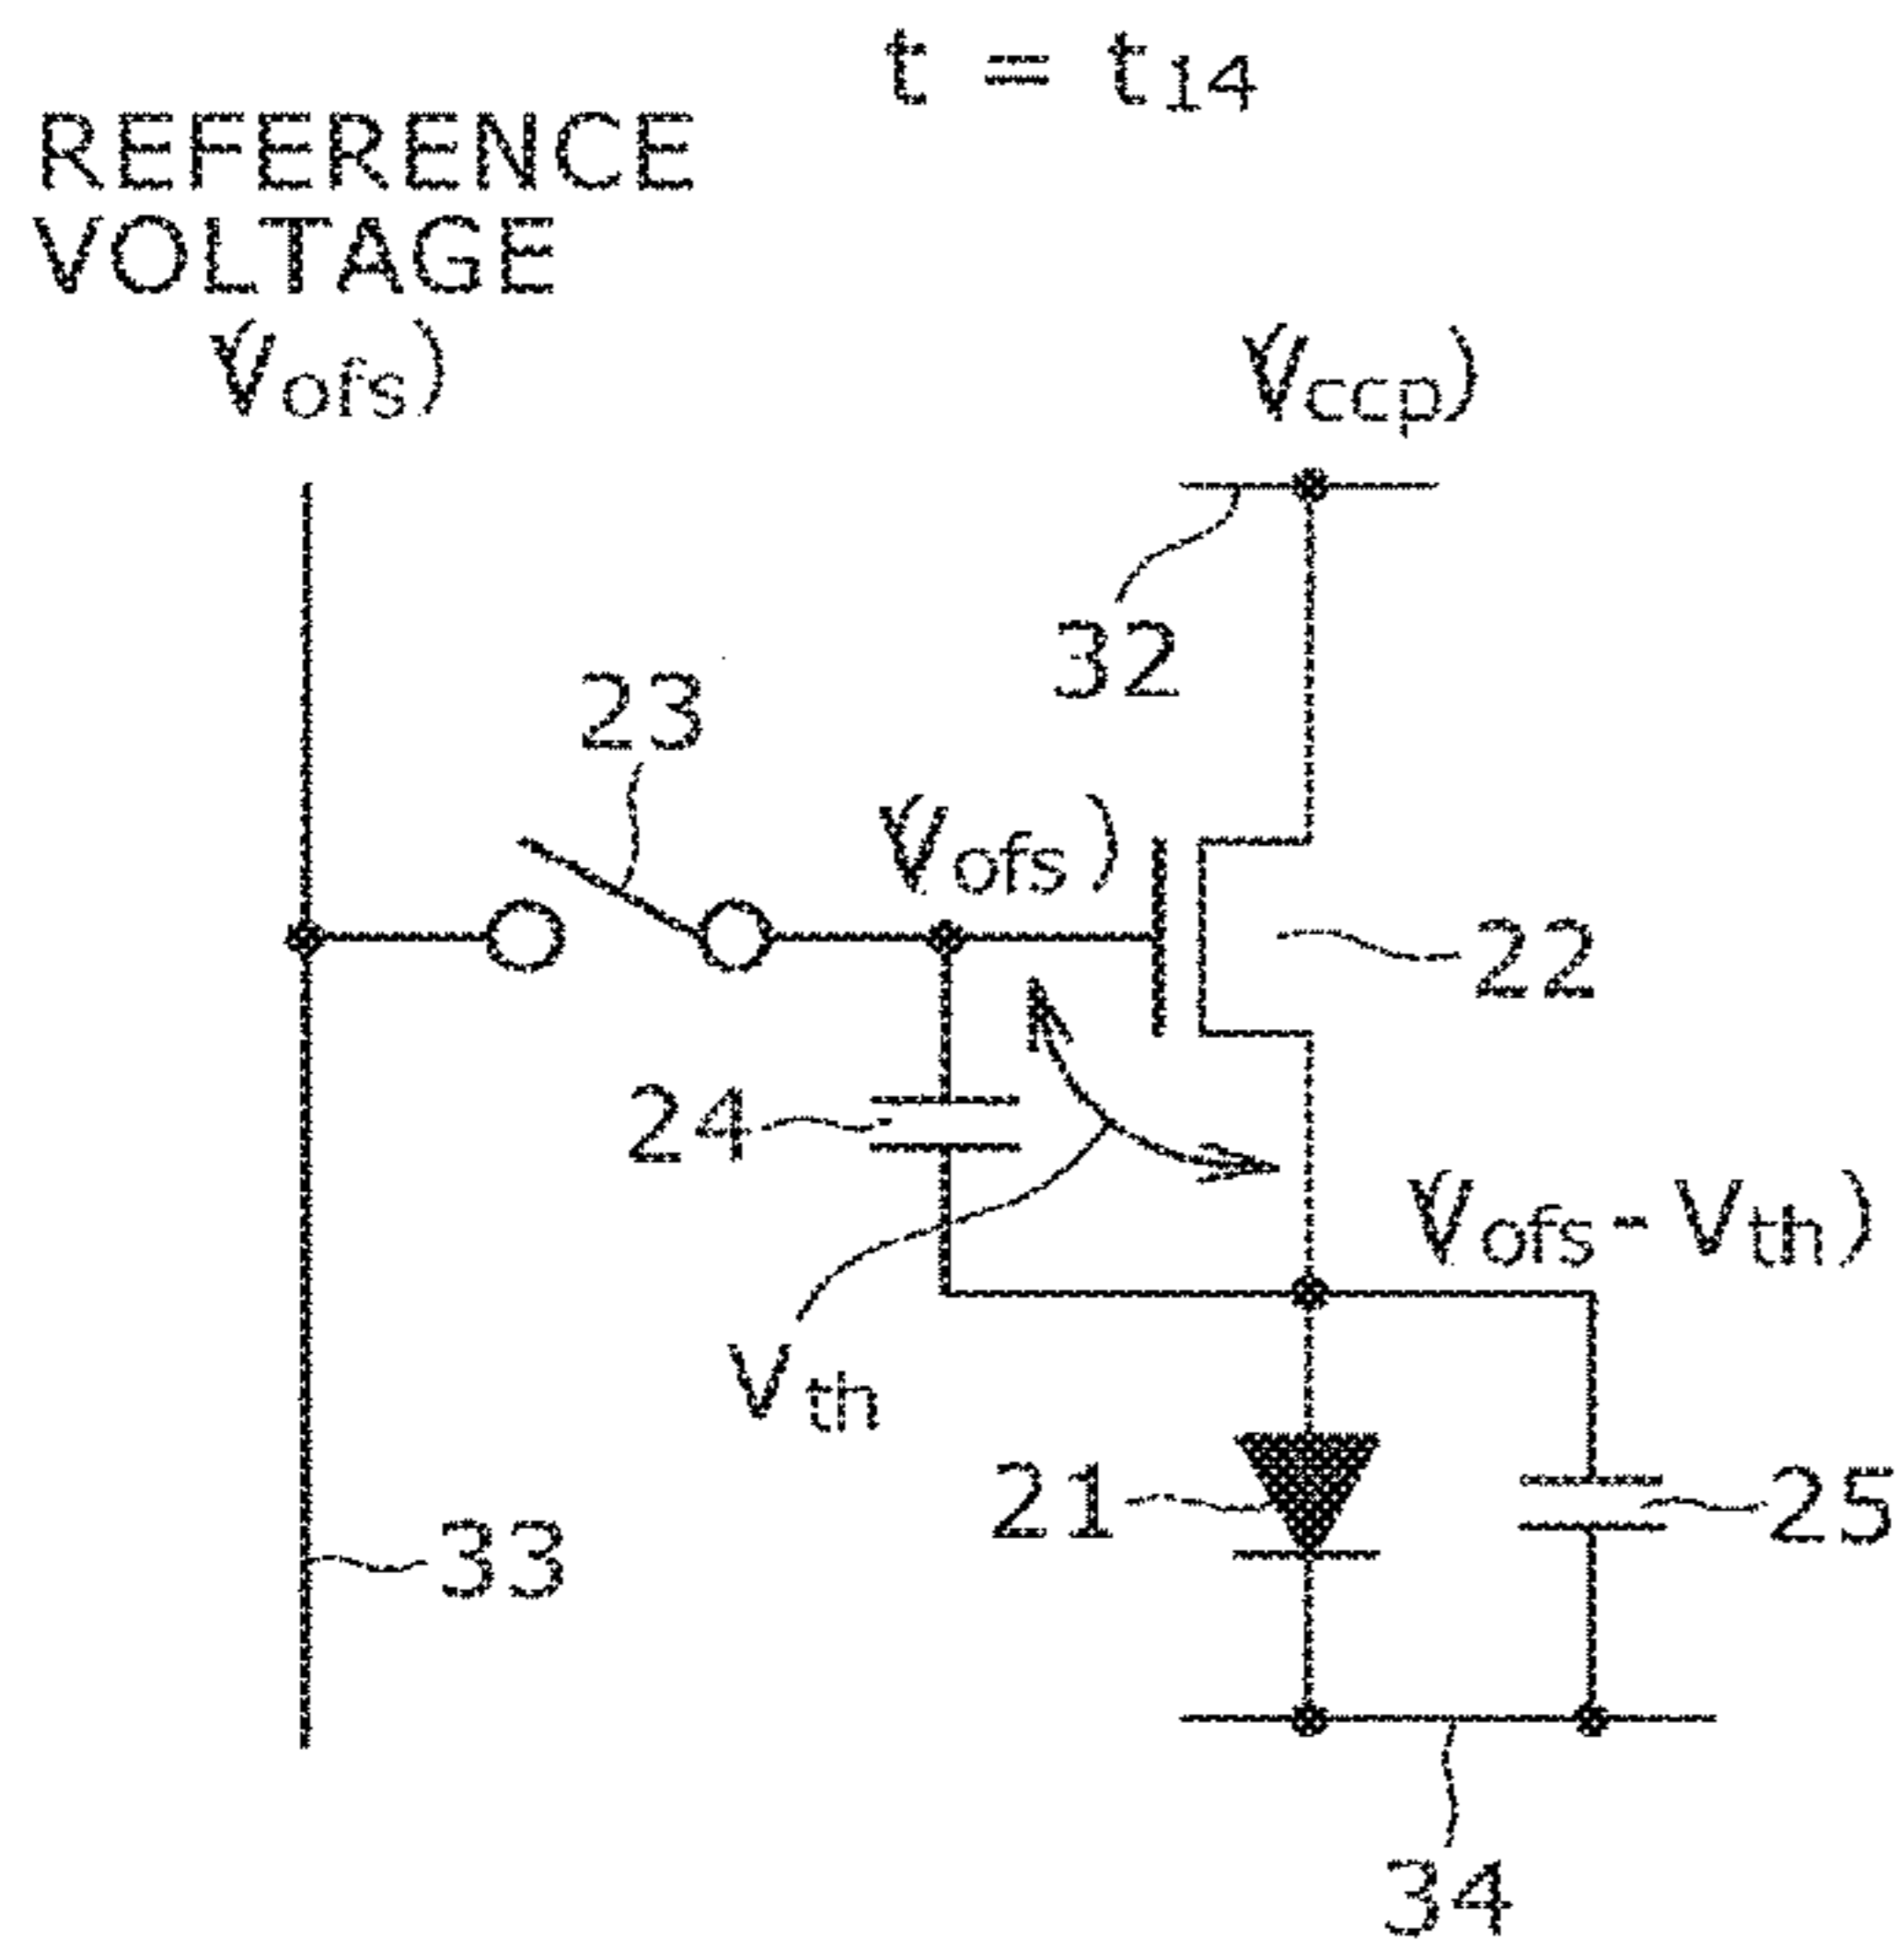 t = t14
REFERENCE
VOLTAGE
(Vofs)
(Vccp)
32
23
(Vofs)
22
24
(Vofs - Vth)
Vth
21
25
33
34